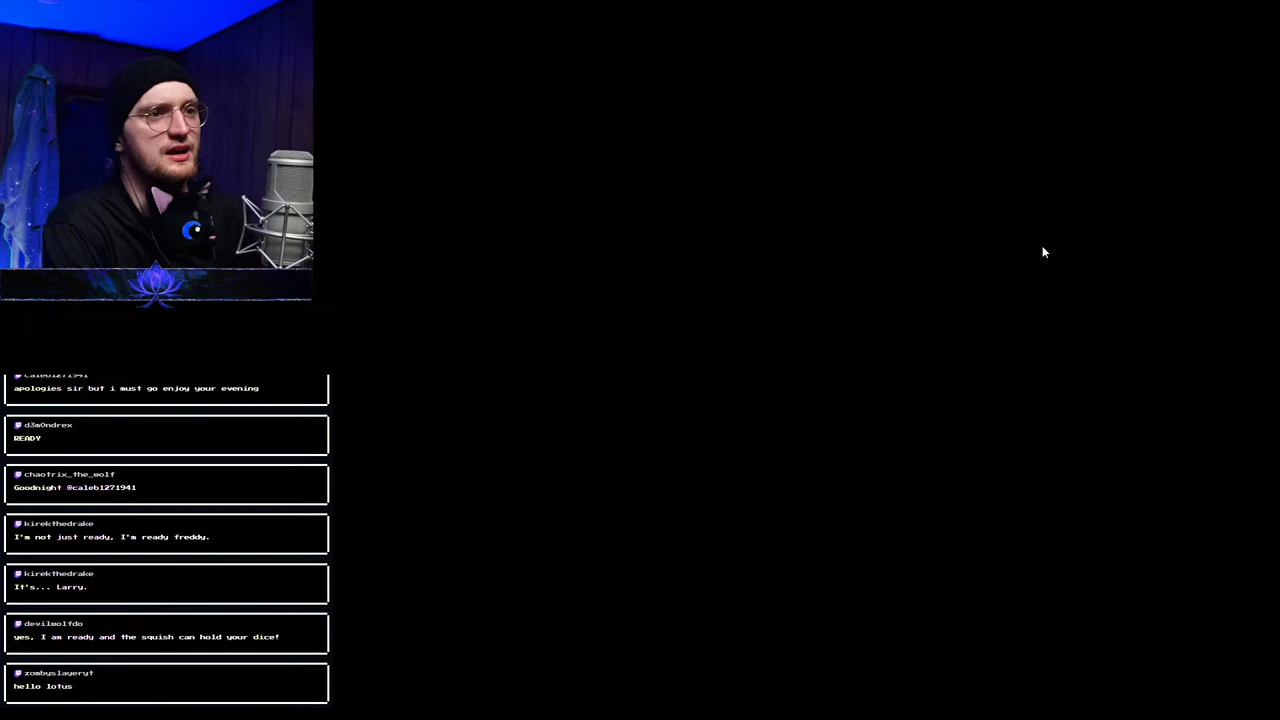 caleb1271941
apologies sir but i must go enjoy your evening
d3m0ndrex
READY
chaotrix_the_wolf
Goodnight @caleb1271941
kirekthedrake
I'm not just ready, I'm ready freddy.
kirekthedrake
It's... Larry.
devilwolfdo
yes, I am ready and the squish can hold your dice!
zombyslayeryt
hello lotus